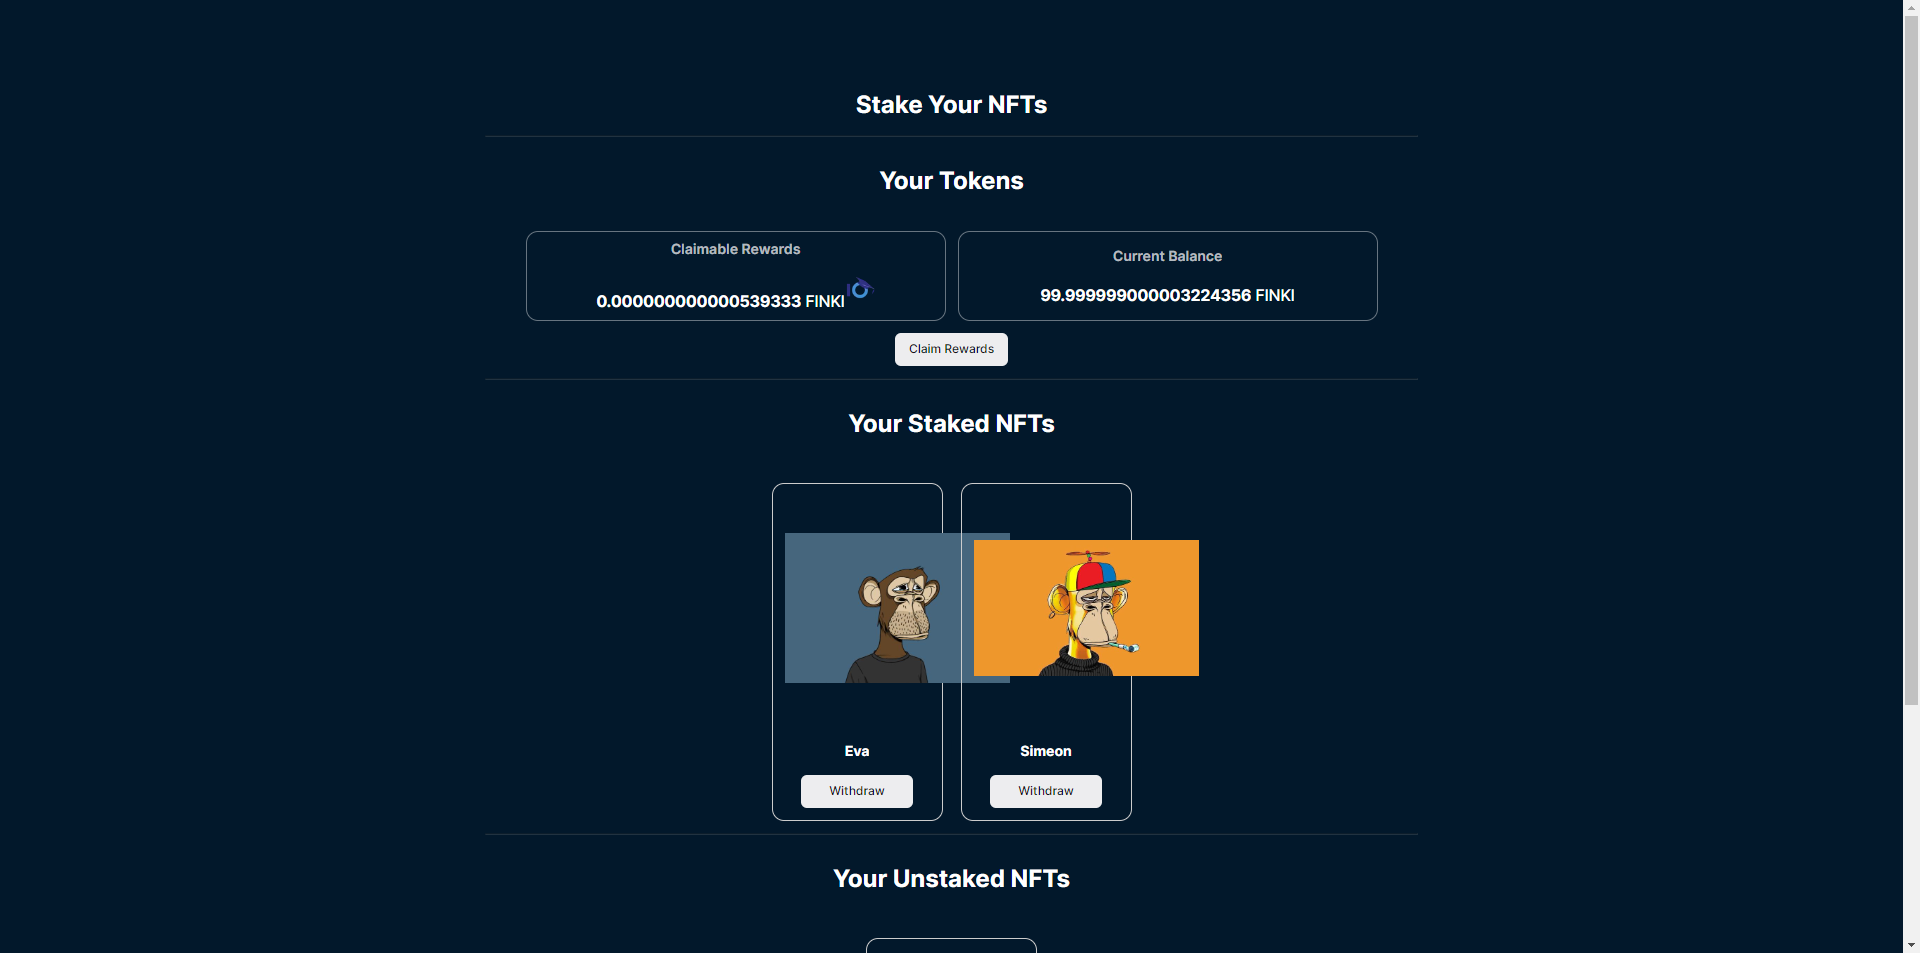 Stake Your NFTs
Your Tokens
Claimable Rewards
0.000000000000539333 FINKI
Current Balance
99.999999000003224356 FINKI
Claim Rewards
Your Staked NFTs
Eva
Withdraw
Simeon
Withdraw
Your Unstaked NFTs